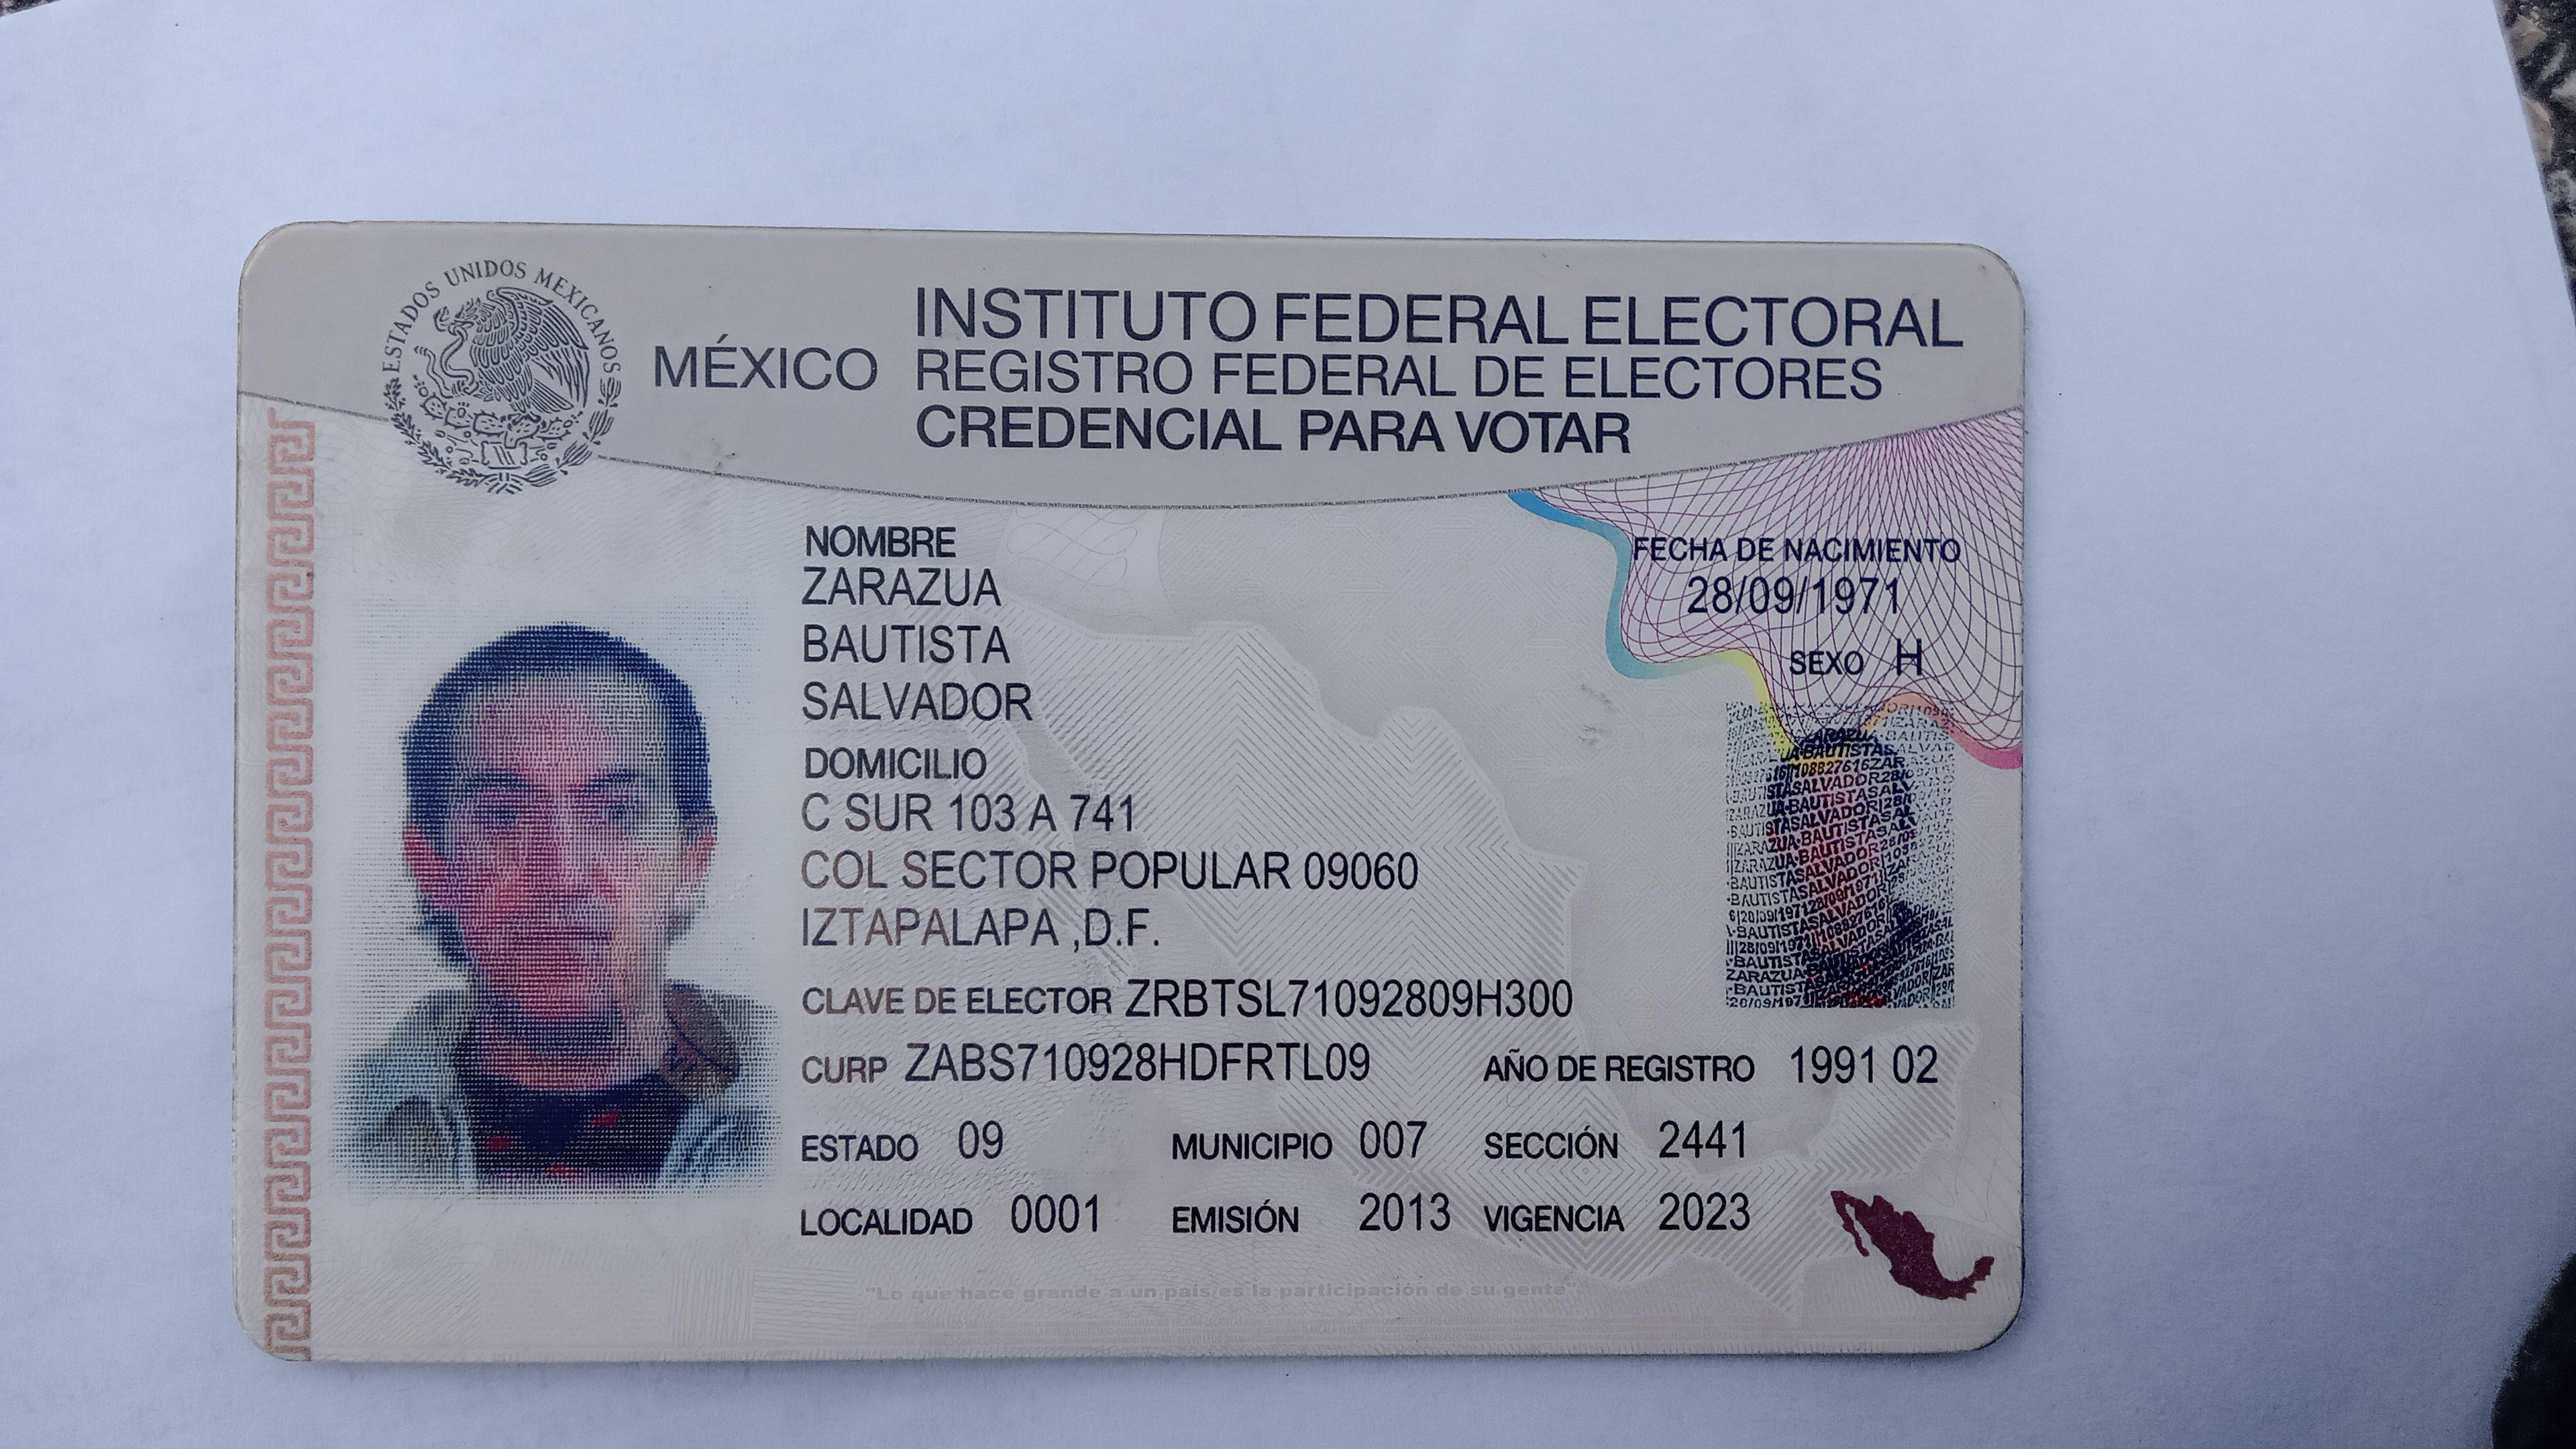 ESTADOS UNIDOS MEXICANOS
MÉXICO
INSTITUTO FEDERAL ELECTORAL
REGISTRO FEDERAL DE ELECTORES
CREDENCIAL PARA VOTAR
NOMBRE
ZARAZUA
BAUTISTA
SALVADOR
FECHA DE NACIMIENTO
28/09/1971
SEXO H
DOMICILIO
C SUR 103 A 741
COL SECTOR POPULAR 09060
IZTAPALAPA ,D.F.
CLAVE DE ELECTOR ZRBTSL71092809H300
CURP ZABS710928HDFRTL09 AÑO DE REGISTRO 1991 02
ESTADO 09 MUNICIPIO 007 SECCIÓN 2441
LOCALIDAD 0001 EMISIÓN 2013 VIGENCIA 2023
"Lo que hace grande a un país es la participación de su gente"